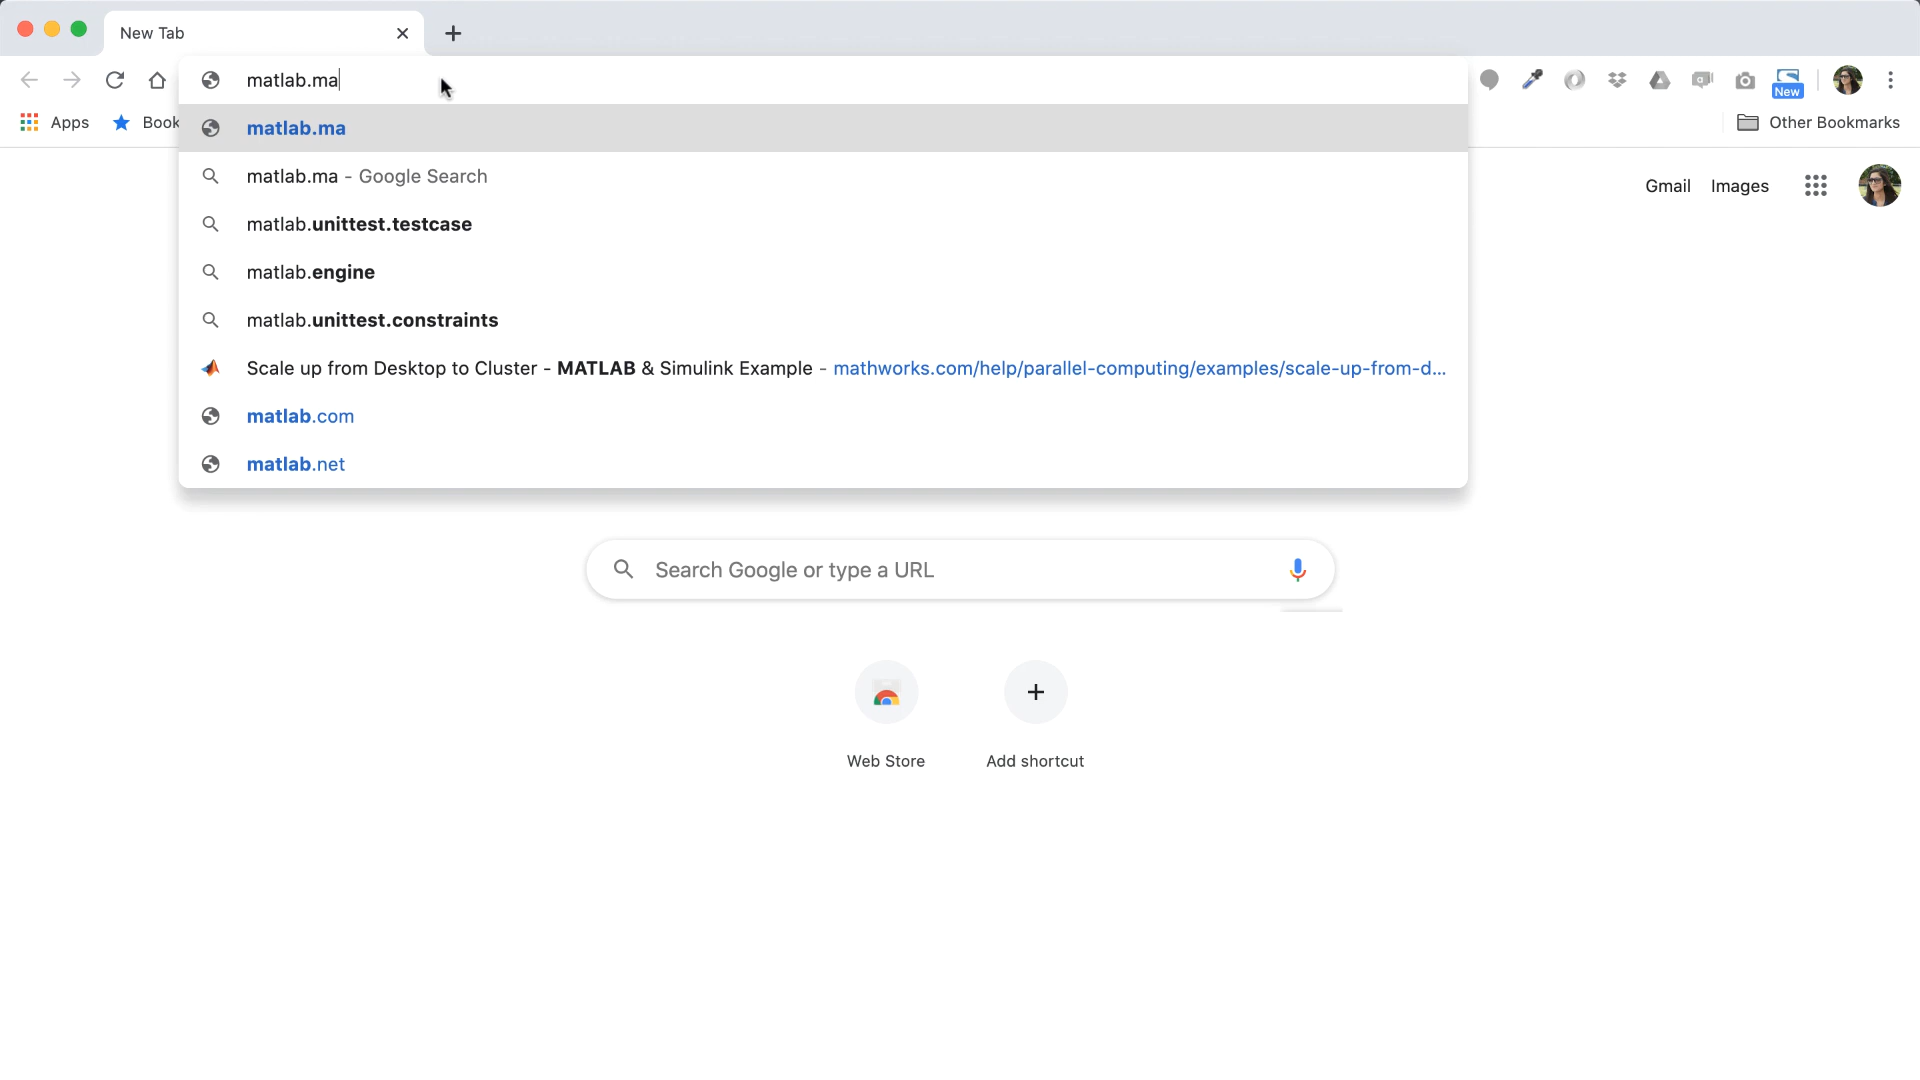 New Tab
matlab.ma
New
Apps
Book
matlab.ma
Other Bookmarks
matlab.ma - Google Search
Gmail Images
matlab.unittest.testcase
matlab.engine
matlab.unittest.constraints
Scale up from Desktop to Cluster - MATLAB & Simulink Example - mathworks.com/help/parallel-computing/examples/scale-up-from-d...
matlab.com
matlab.net
Search Google or type a URL
Web Store
Add shortcut